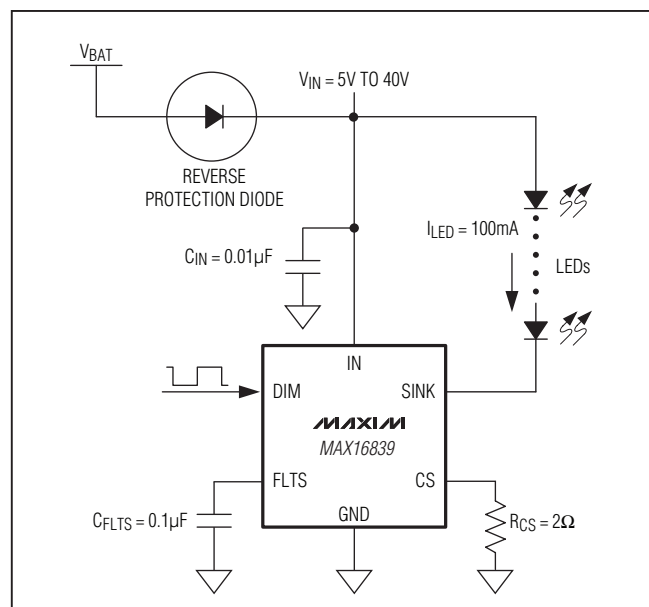 VBAT
VIN = 5V TO 40V
REVERSE
PROTECTION DIODE
ILED = 100mA
LEDs
CIN = 0.01µF
IN
DIM
SINK
MAXIM
MAX16839
FLTS
CS
GND
CFLTS = 0.1µF
RCS = 2Ω